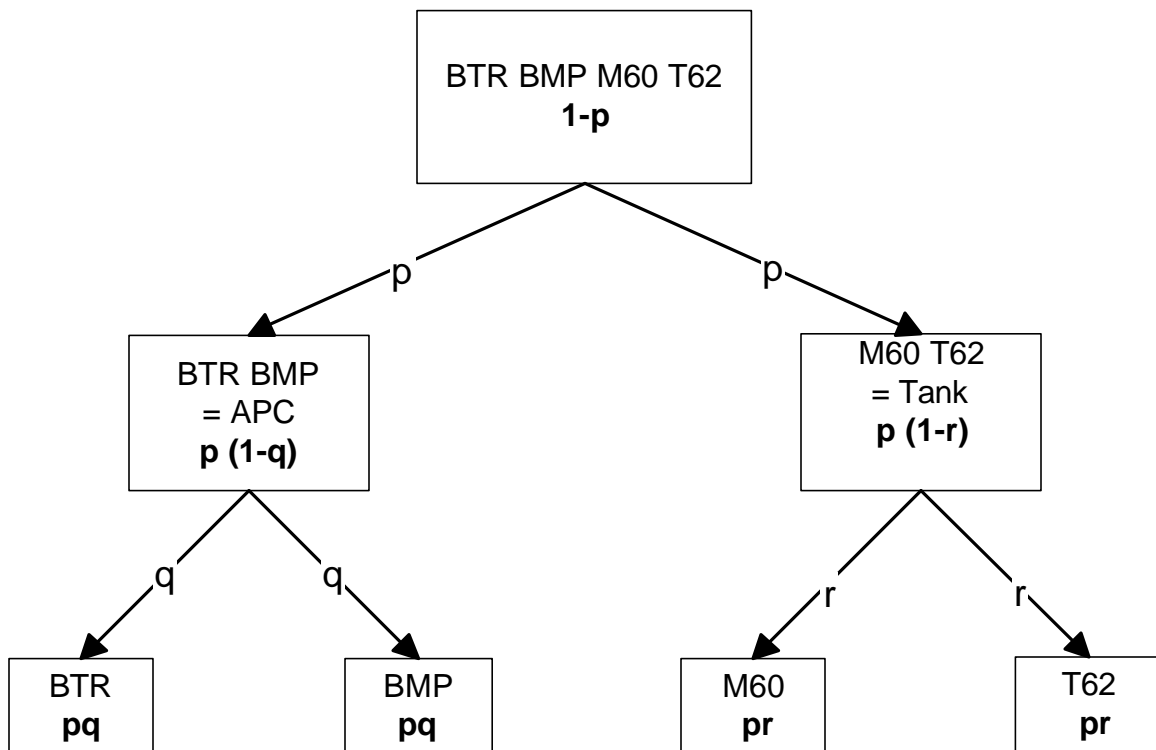 BTR BMP M60 T62
1-p
p
p
BTR BMP
= APC
p (1-q)
M60 T62
= Tank
p (1-r)
q
q
r
r
BTR
pq
BMP
pq
M60
pr
T62
pr